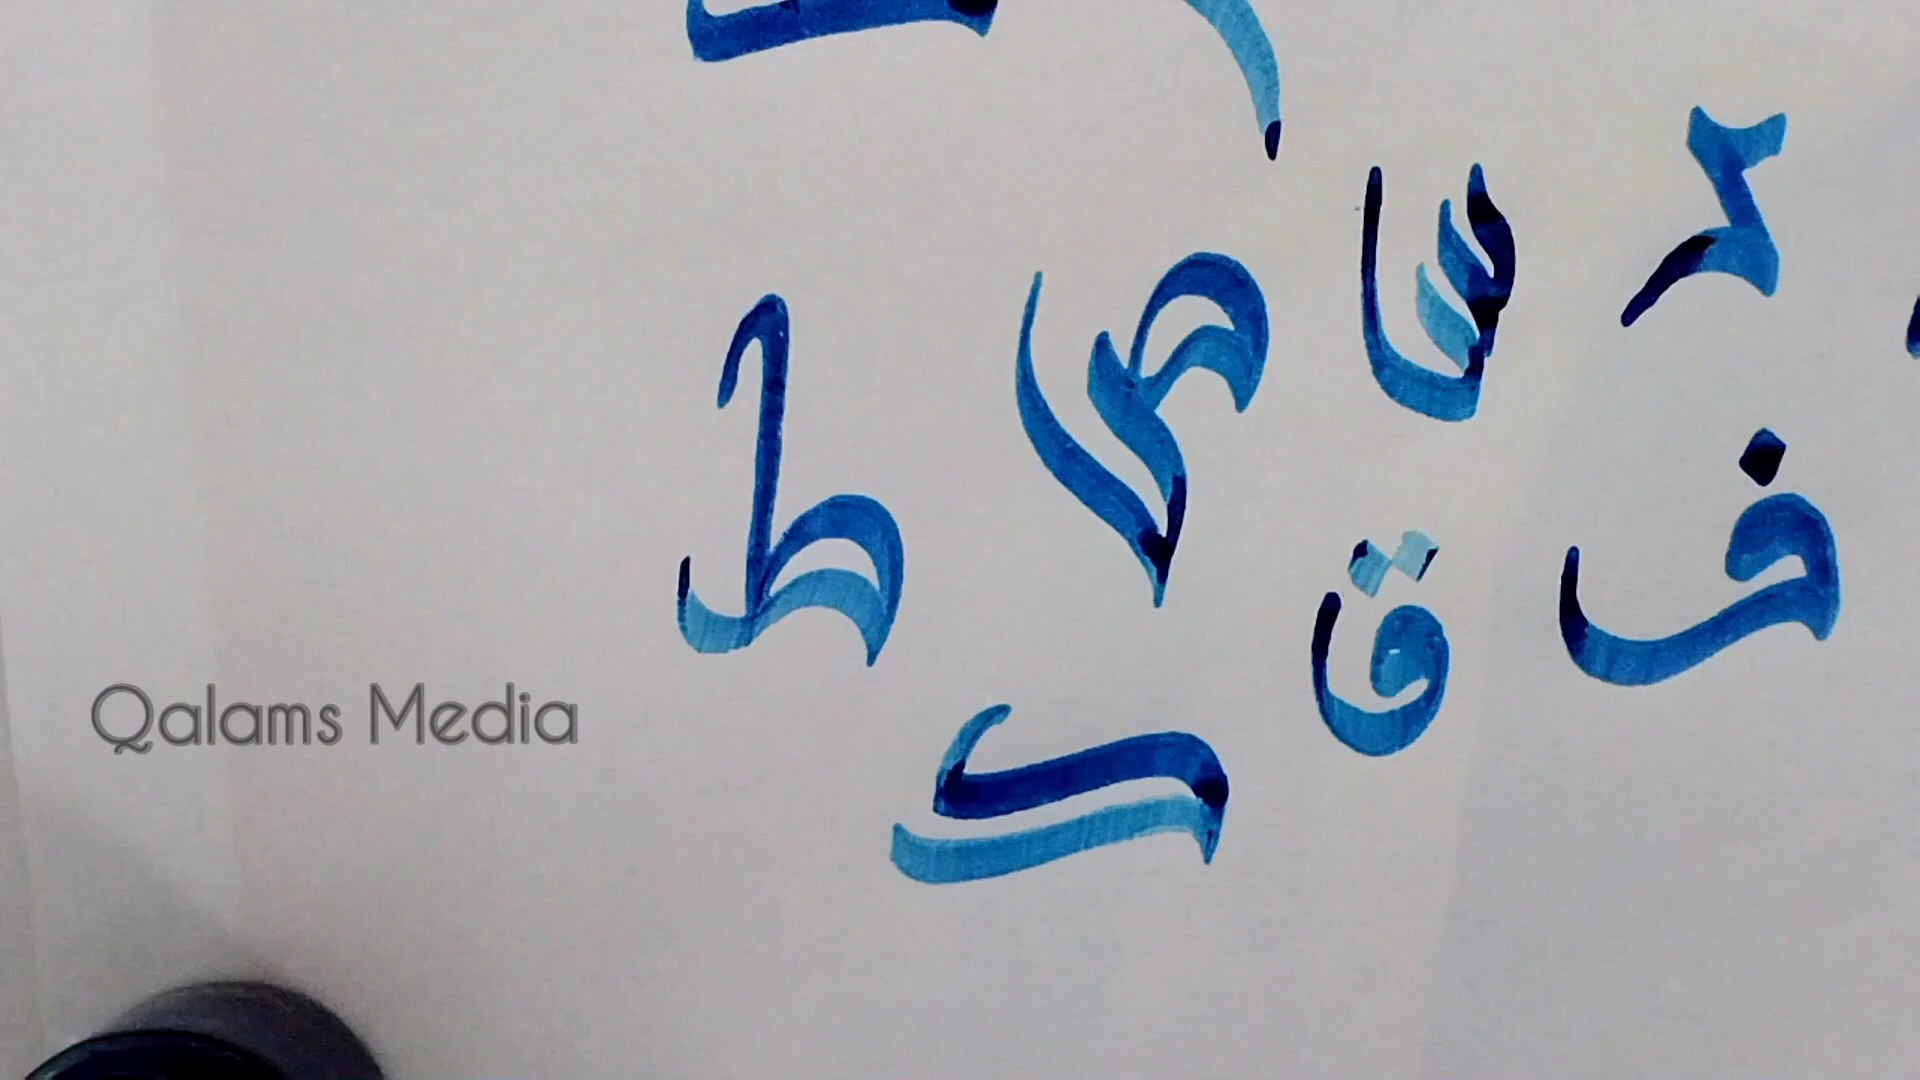 ر س ص ط
ف ق ک
Qalams Media